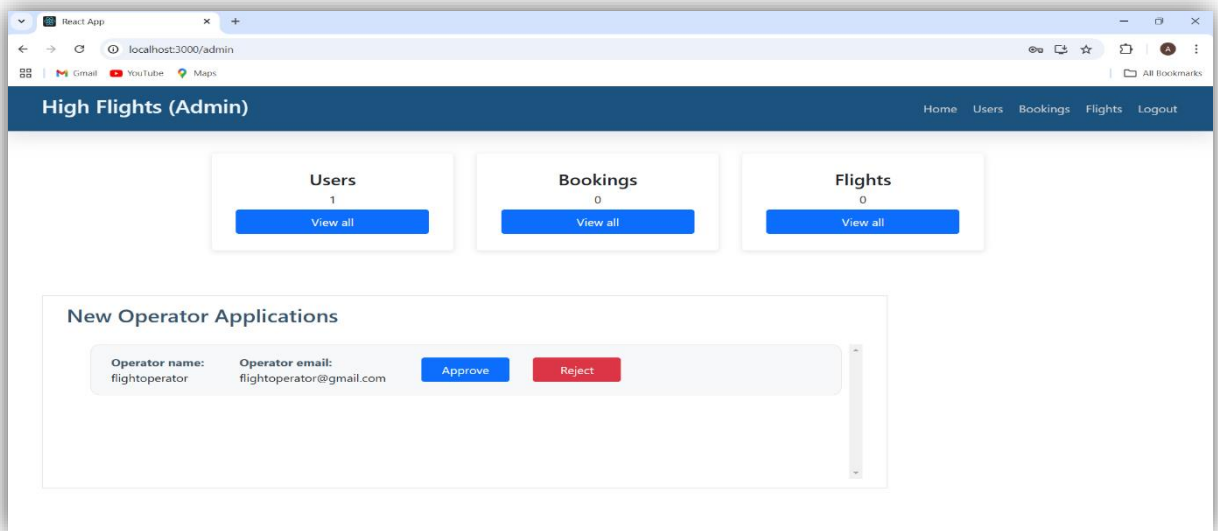 React App
localhost:3000/admin
Gmail YouTube Maps
All Bookmarks
High Flights (Admin)
Home Users Bookings Flights Logout
Users Bookings Flights
1 0 0
View all View all View all
New Operator Applications
Operator name: Operator email:
flightoperator flightoperator@gmail.com
Approve Reject
A